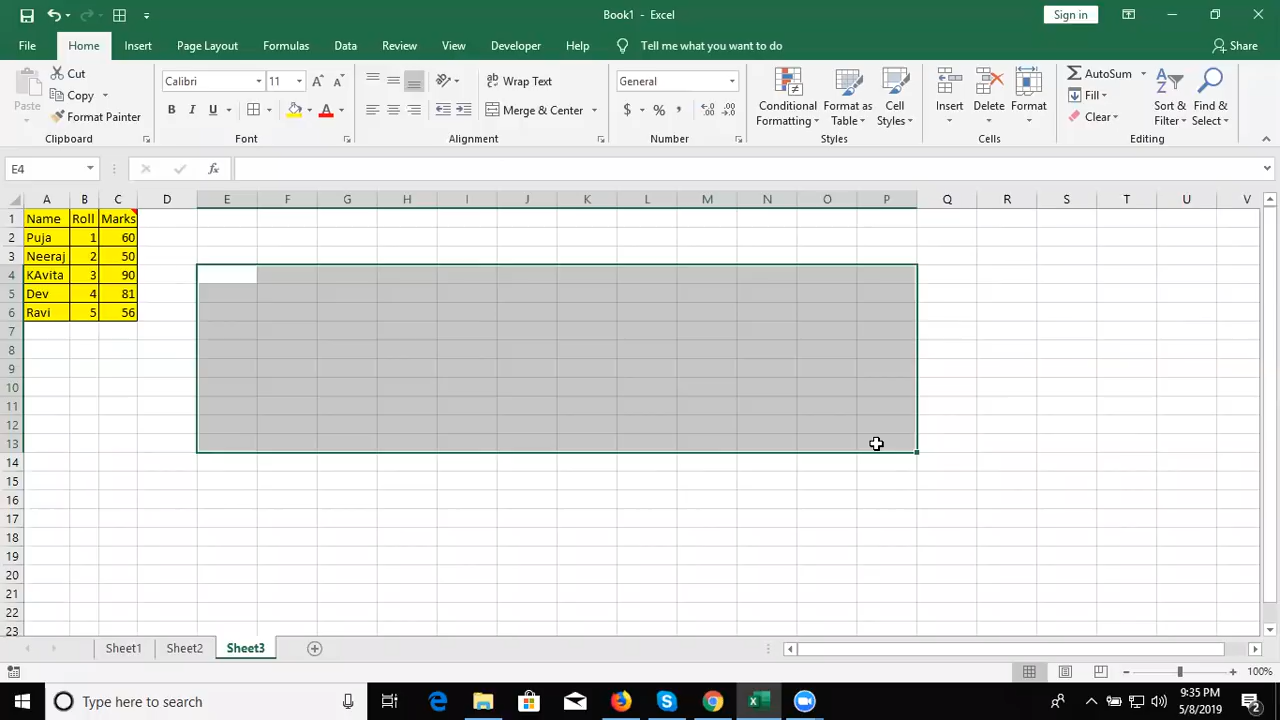 Book1 - Excel
Sign in
File Home Insert Page Layout Formulas Data Review View Developer Help Tell me what you want to do Share
Paste
Cut
Copy
Format Painter
Clipboard
Calibri 11
B I U
Font
Wrap Text
Merge & Center
Alignment
General
$ % ,
Number
Conditional Formatting
Format as Table
Cell Styles
Styles
Insert
Delete
Format
Cells
AutoSum
Fill
Clear
Sort & Filter
Find & Select
Editing
E4 fx
A B C D E F G H I J K L M N O P Q R S T U V
1 Name Roll Marks
2 Puja 1 60
3 Neeraj 2 50
4 KAvita 3 90
5 Dev 4 81
6 Ravi 5 56
7
8
9
10
11
12
13
14
15
16
17
18
19
20
21
22
23
Sheet1 Sheet2 Sheet3
100%
Type here to search
9:35 PM
5/8/2019
2